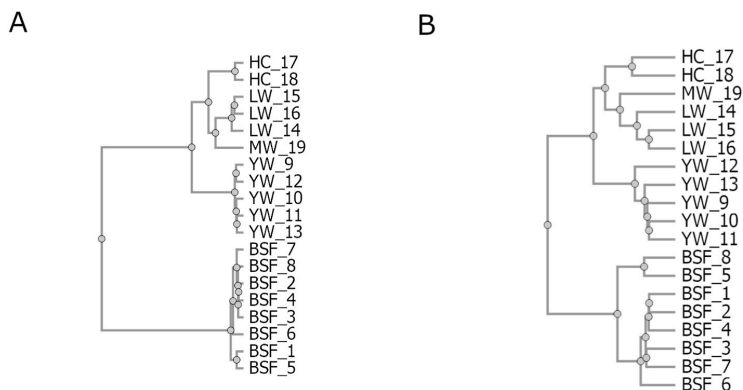 A
HC_17
HC_18
LW_15
LW_16
LW_14
MW_19
YW_9
YW_12
YW_10
YW_11
YW_13
BSF_7
BSF_8
BSF_2
BSF_4
BSF_3
BSF_6
BSF_1
BSF_5
B
HC_17
HC_18
MW_19
LW_14
LW_15
LW_16
YW_12
YW_13
YW_9
YW_10
YW_11
BSF_8
BSF_5
BSF_1
BSF_2
BSF_4
BSF_3
BSF_7
BSF_6